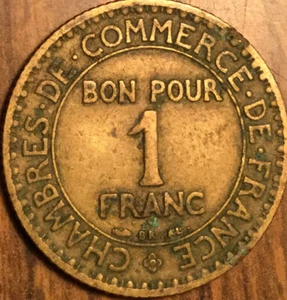 CHAMBRES·DE·COMMERCE·DE·FRANCE
BON POUR
1
FRANC